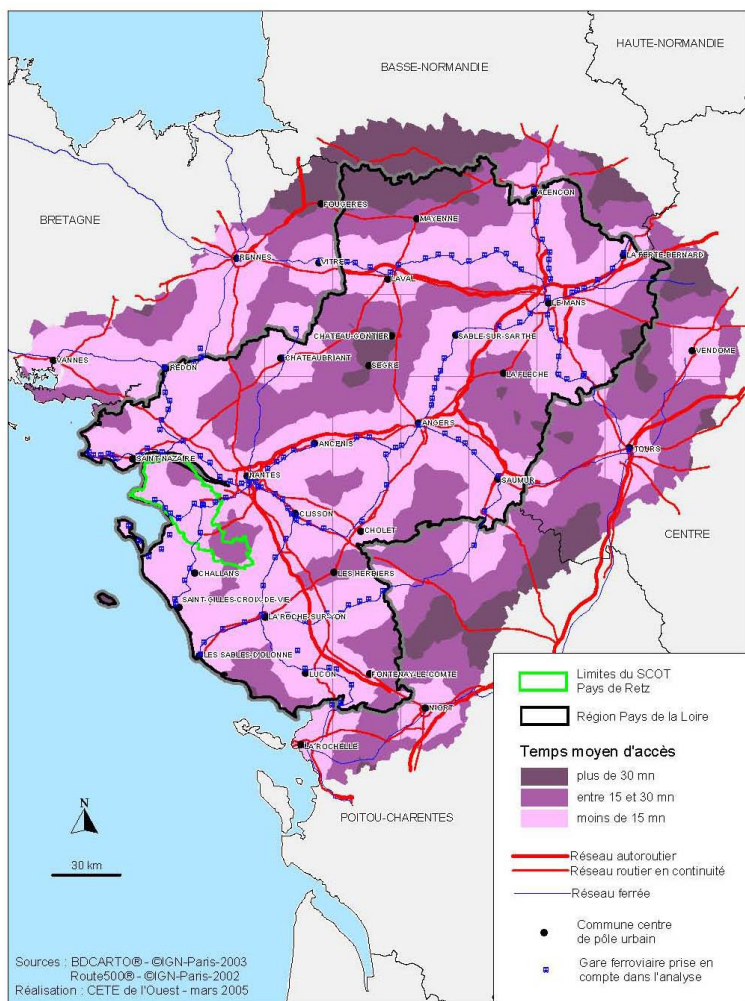 HAUTE-NORMANDIE
BASSE-NORMANDIE
ALENCON
FOUGERES
MAYENNE
BRETAGNE
RENNES
VITRE
LA FERTE-BERNARD
LAVAL
LE-MANS
CHATEAU-GONTIER
SABLE-SUR-SARTHE
VENDOME
CHATEAUBRIANT
VANNES
REDON
SEGRE
LA FLECHE
ANGERS
ANCENIS
TOURS
SAINT-NAZAIRE
NANTES
SAUMUR
CLISSON
CHOLET
CENTRE
CHALLANS
LES HERBIERS
SAINT-GILLES-CROIX-DE-VIE
LA ROCHE-SUR-YON
LES SABLES-D'OLONNE
LUCON
FONTENAY-LE-COMTE
NIORT
LA ROCHELLE
POITOU-CHARENTES
Limites du SCOT
Pays de Retz
Région Pays de la Loire
Temps moyen d'accès
plus de 30 mn
entre 15 et 30 mn
moins de 15 mn
Réseau autoroutier
Réseau routier en continuité
Réseau ferrée
Commune centre
de pôle urbain
Gare ferroviaire prise en
compte dans l'analyse
N
30 km
Sources : BDCARTO® - ©IGN-Paris-2003
Route500® - ©IGN-Paris-2002
Réalisation : CETE de l'Ouest - mars 2005